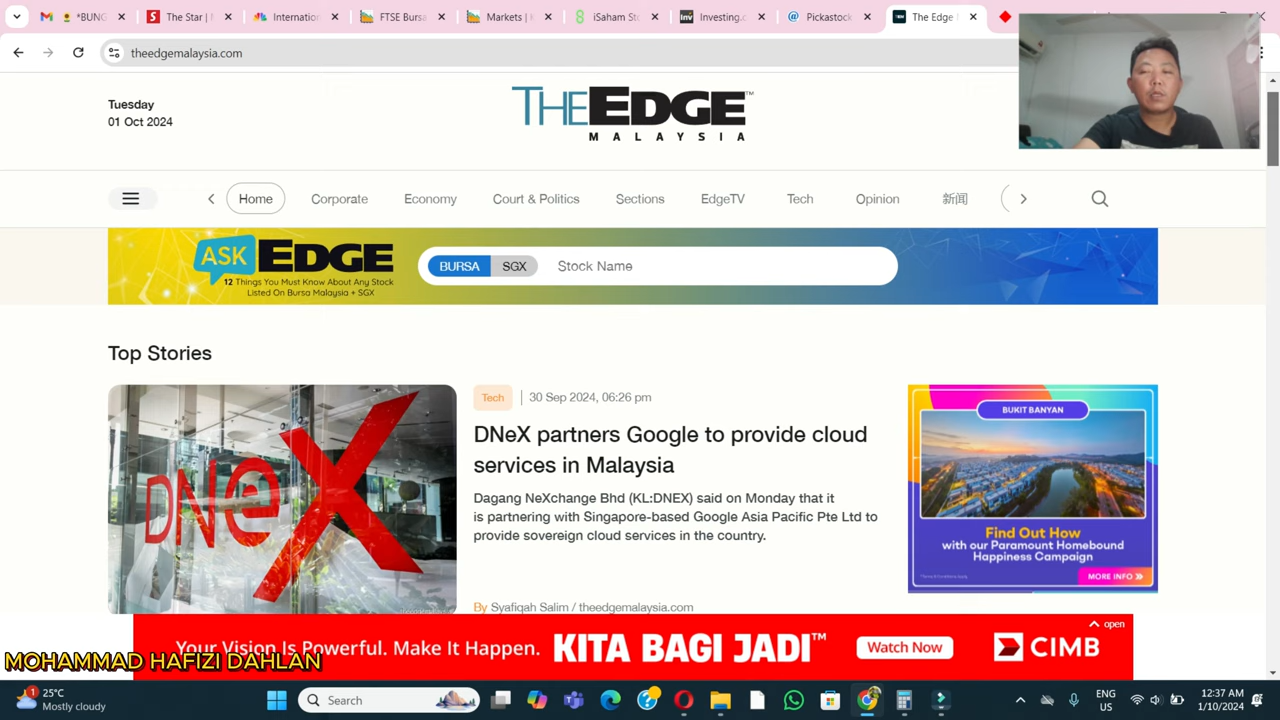 *BUNG
The Star
Internation
FTSE Bursa
Markets |
iSaham S
Investing.c
Pickastock
The Edge
theedgemalaysia.com
Tuesday
01 Oct 2024
THEEDGE™
MALAYSIA
Home
Corporate
Economy
Court & Politics
Sections
EdgeTV
Tech
Opinion
新闻
ASK EDGE
12 Things You Must Know About Any Stock
Listed On Bursa Malaysia + SGX
BURSA
SGX
Stock Name
Top Stories
DNeX
Tech
30 Sep 2024, 06:26 pm
DNeX partners Google to provide cloud
services in Malaysia
Dagang NeXchange Bhd (KL:DNEX) said on Monday that it
is partnering with Singapore-based Google Asia Pacific Pte Ltd to
provide sovereign cloud services in the country.
By Syafiqah Salim / theedgemalaysia.com
BUKIT BANYAN
Find Out How
with our Paramount Homebound
Happiness Campaign
MORE INFO
open
Your Vision Is Powerful. Make It Happen.
KITA BAGI JADI™
Watch Now
CIMB
MOHAMMAD HAFIZI DAHLAN
1
25°C
Mostly cloudy
Search
ENG
US
12:37 AM
1/10/2024